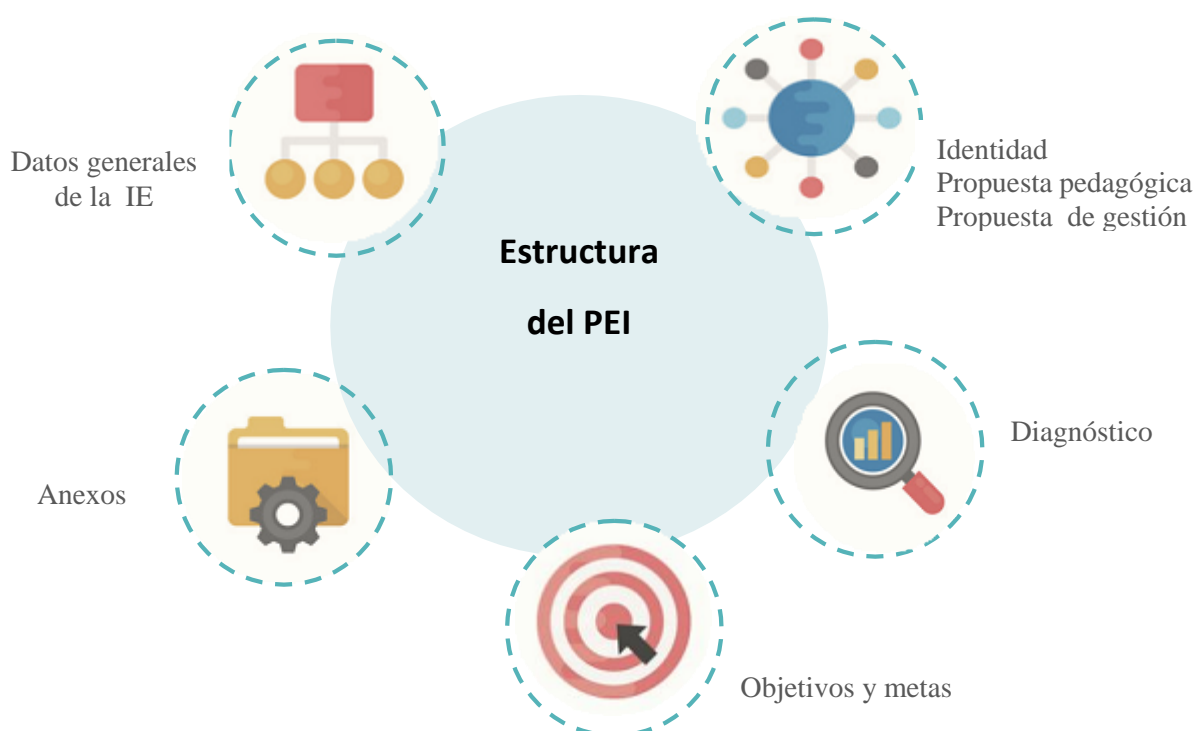 Datos generales
de la IE
Identidad
Propuesta pedagógica
Propuesta de gestión
Estructura
del PEI
Diagnóstico
Anexos
Objetivos y metas